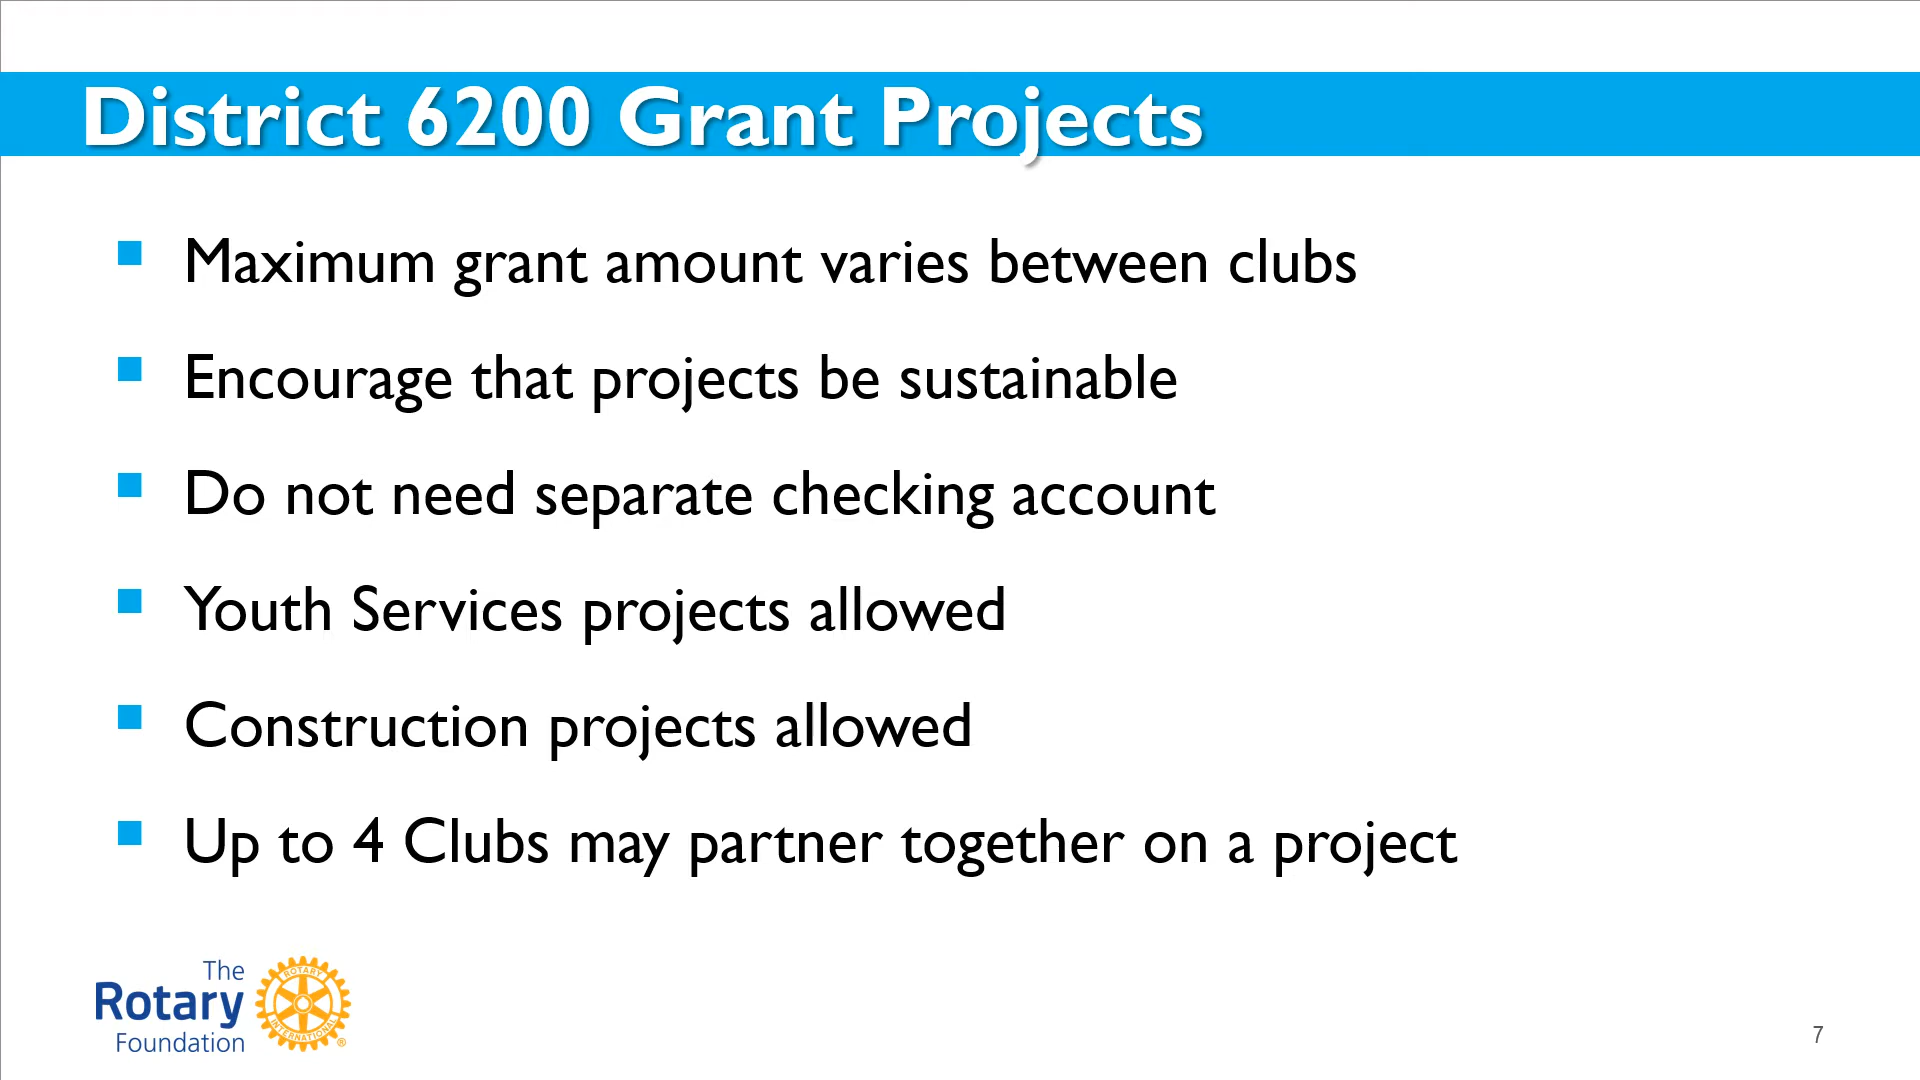 District 6200 Grant Projects
Maximum grant amount varies between clubs
Encourage that projects be sustainable
Do not need separate checking account
Youth Services projects allowed
Construction projects allowed
Up to 4 Clubs may partner together on a project
The
Rotary
Foundation
ROTARY
INTERNATIONAL
®
7